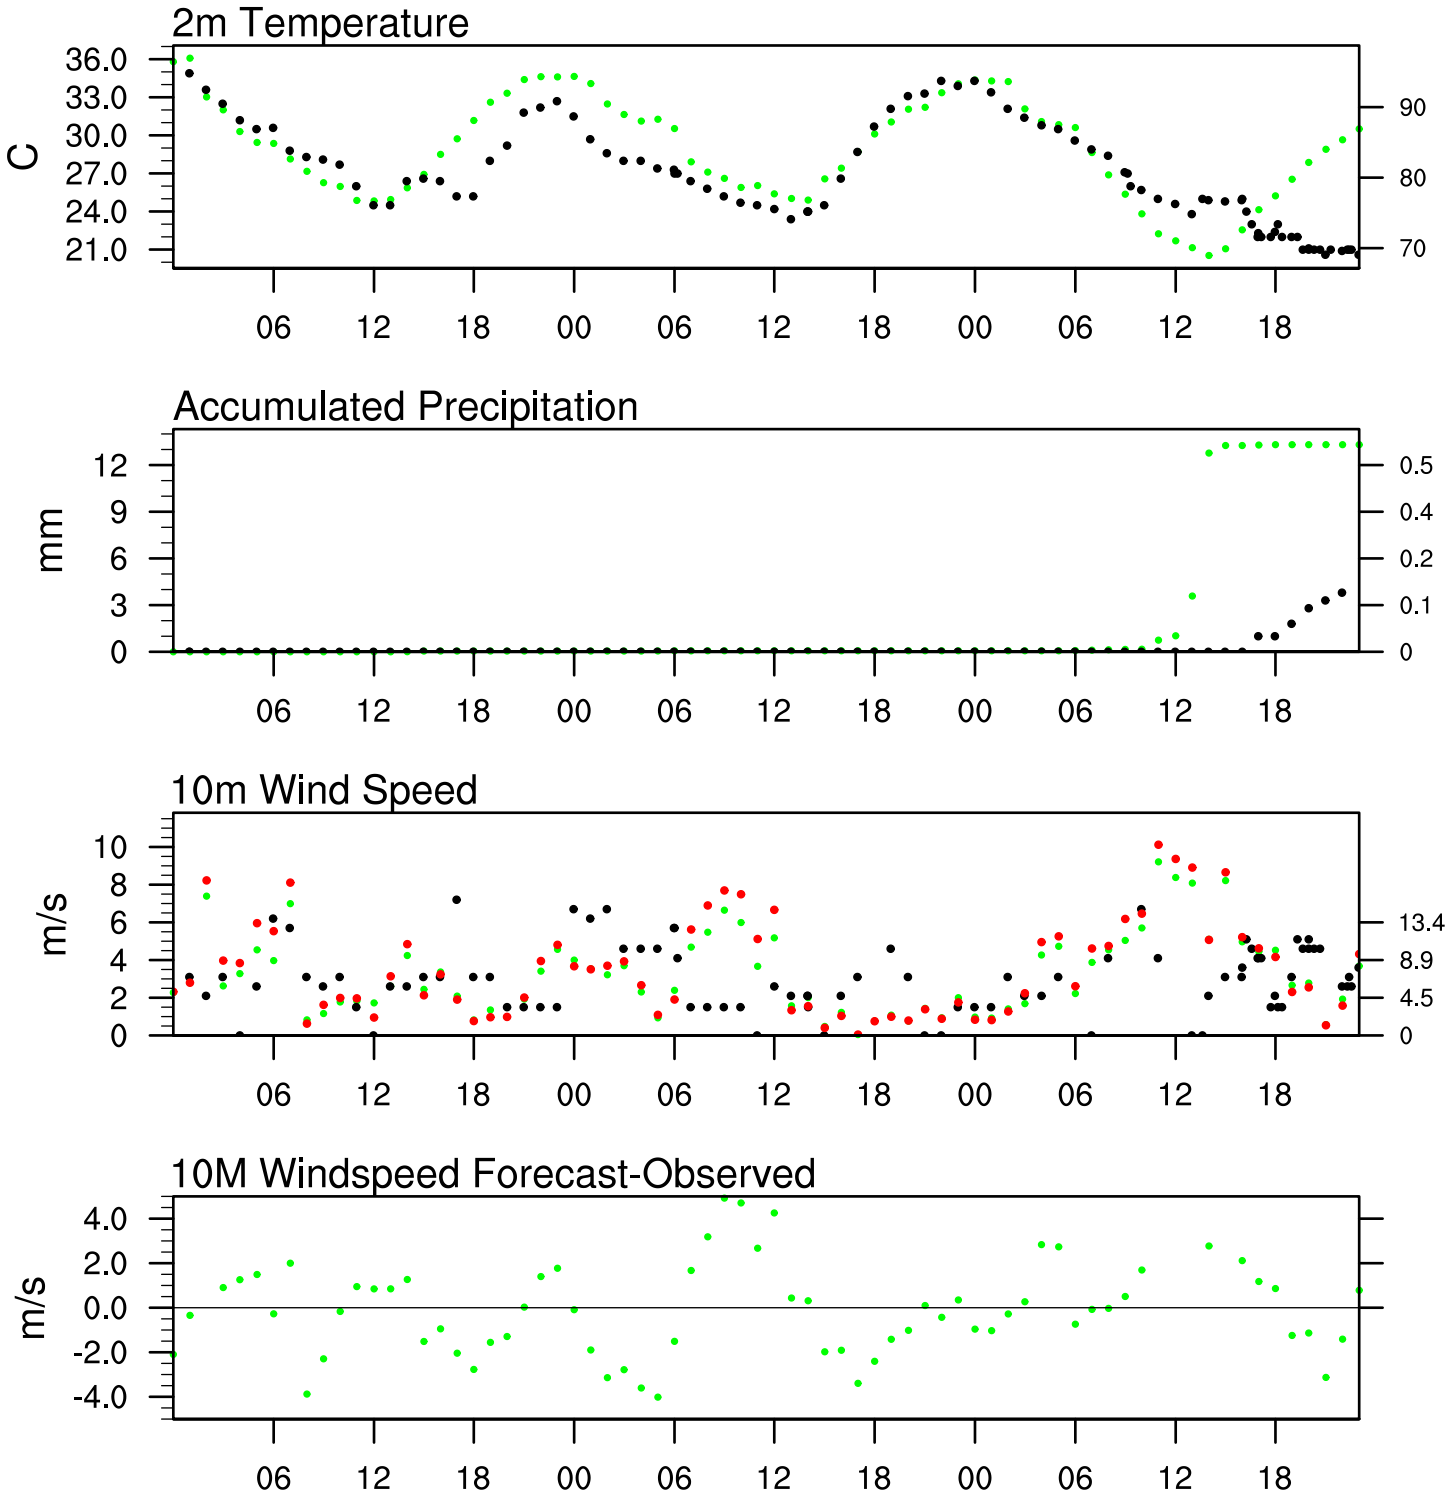 2m Temperature
36.0
33.0
30.0
27.0
24.0
21.0
C
90
80
70
06 12 18 00 06 12 18 00 06 12 18
Accumulated Precipitation
12
9
6
3
0
mm
0.5
0.4
0.2
0.1
0
06 12 18 00 06 12 18 00 06 12 18
10m Wind Speed
10
8
6
4
2
0
m/s
13.4
8.9
4.5
0
06 12 18 00 06 12 18 00 06 12 18
10M Windspeed Forecast-Observed
4.0
2.0
0.0
-2.0
-4.0
m/s
06 12 18 00 06 12 18 00 06 12 18